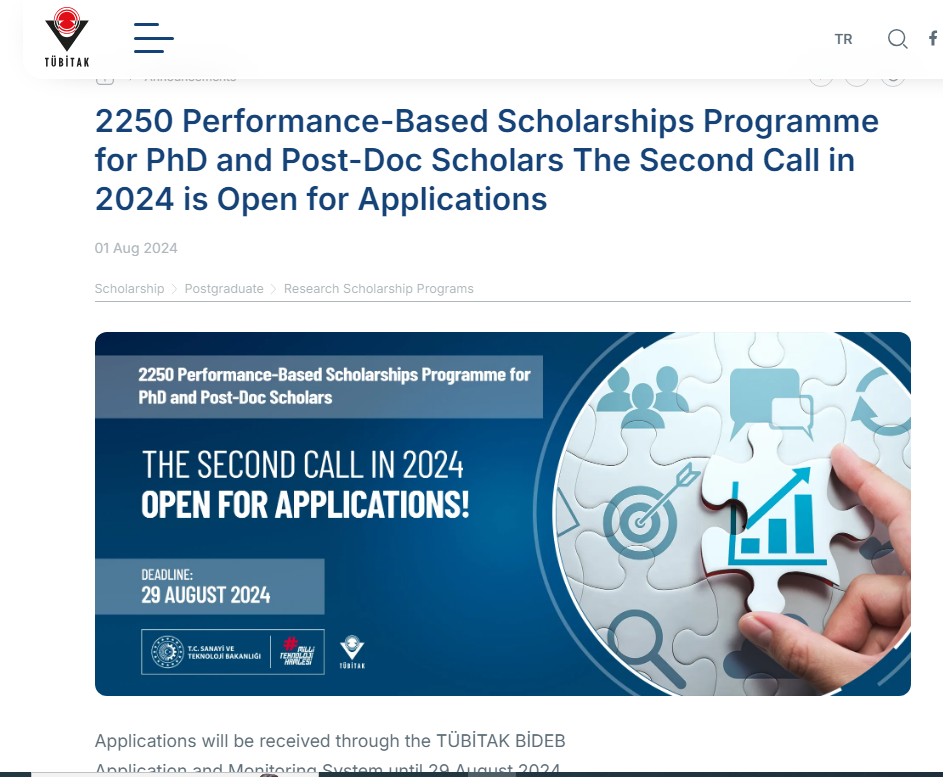 TÜBİTAK
TR
Announcements
2250 Performance-Based Scholarships Programme
for PhD and Post-Doc Scholars The Second Call in
2024 is Open for Applications
01 Aug 2024
Scholarship
Postgraduate
Research Scholarship Programs
2250 Performance-Based Scholarships Programme for
PhD and Post-Doc Scholars
THE SECOND CALL IN 2024
OPEN FOR APPLICATIONS!
DEADLINE:
29 AUGUST 2024
T.C. SANAYİ VE
TEKNOLOJİ BAKANLIĞI
#MİLLİ
TEKNOLOJİ
HAMLESİ
TÜBİTAK
Applications will be received through the TÜBİTAK BİDEB
Application and Monitoring System until 29 August 2024